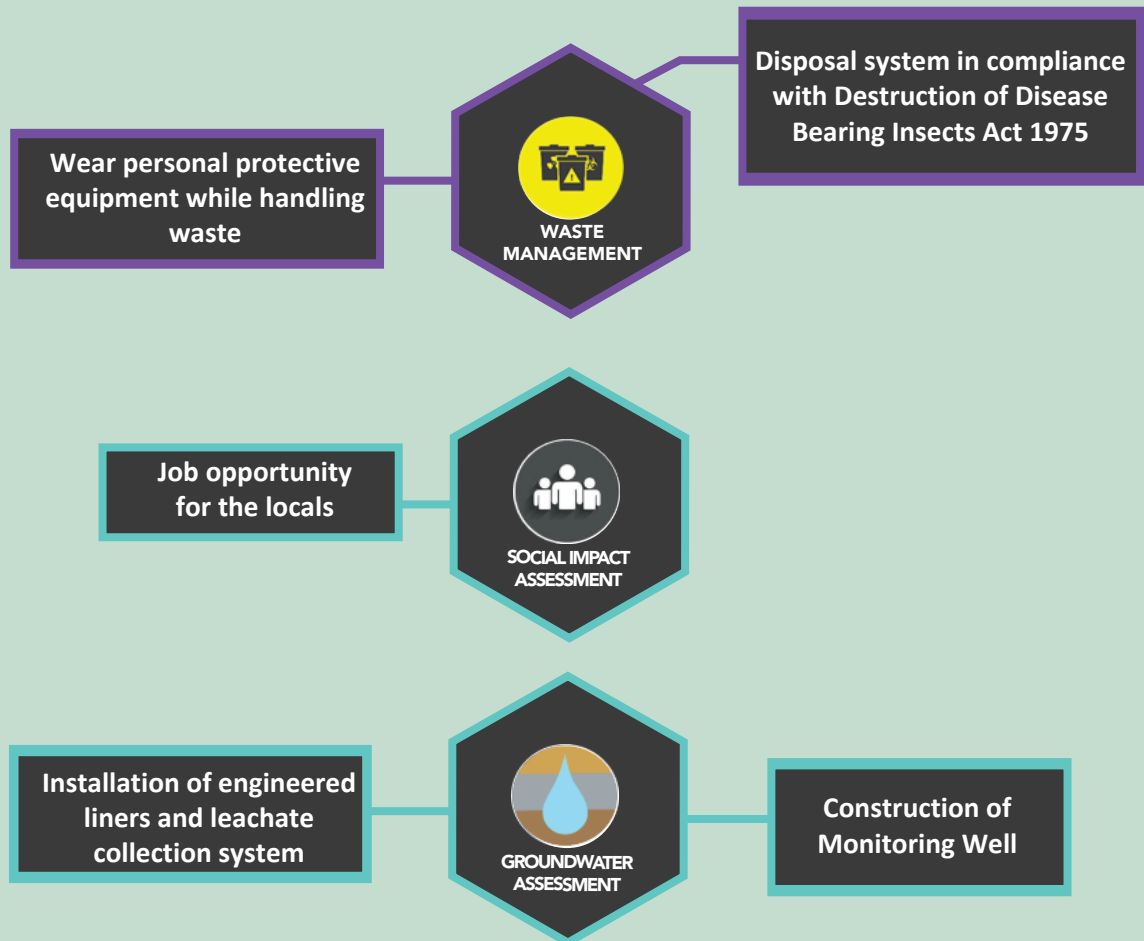 Disposal system in compliance
with Destruction of Disease
Bearing Insects Act 1975
Wear personal protective
equipment while handling
waste
WASTE
MANAGEMENT
Job opportunity
for the locals
SOCIAL IMPACT
ASSESSMENT
Installation of engineered
liners and leachate
collection system
GROUNDWATER
ASSESSMENT
Construction of
Monitoring Well